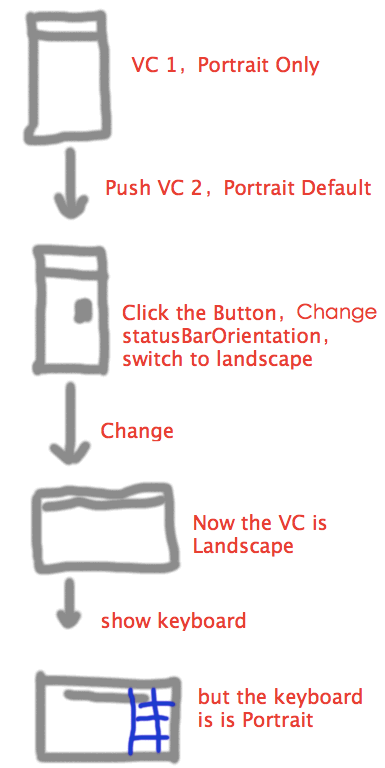 VC 1，Portrait Only
Push VC 2，Portrait Default
Click the Button，Change
statusBarOrientation，
switch to landscape
Change
Now the VC is
Landscape
show keyboard
but the keyboard
is is Portrait